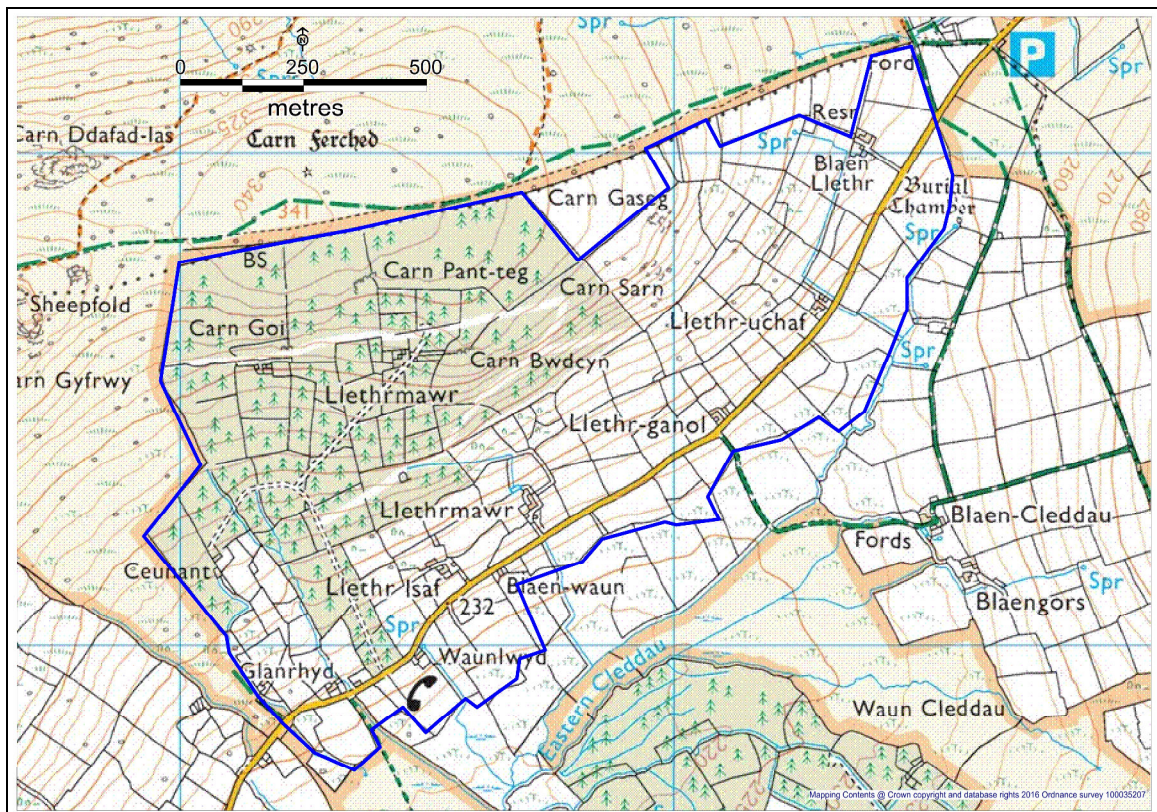 290
Spr
N
0 250 500
metres
Spr
325
Carn Ddafad-las
Carn Ferched
340
341
P
Spr
Ford
Resr
Spr
Blaen
Llethr
260
270
280
Burial
Chamber
Spr
Carn Gaseg
BS
Carn Pant-teg
Sheepfold
Carn Sarn
Carn Goi
Llethr-uchaf
Carn Bwdcyn
Spr
arn Gyfrwy
Llethrmawr
Llethr-ganol
Llethrmawr
Blaen-Cleddau
Fords
Ceunant
Llethr Isaf
Blaen-waun
Spr
232
Blaengors
Spr
Waunlwyd
Glanrhyd
Eastern Cleddau
Waun Cleddau
220
Mapping Contents @ Crown copyright and database rights 2016 Ordnance survey 100035207